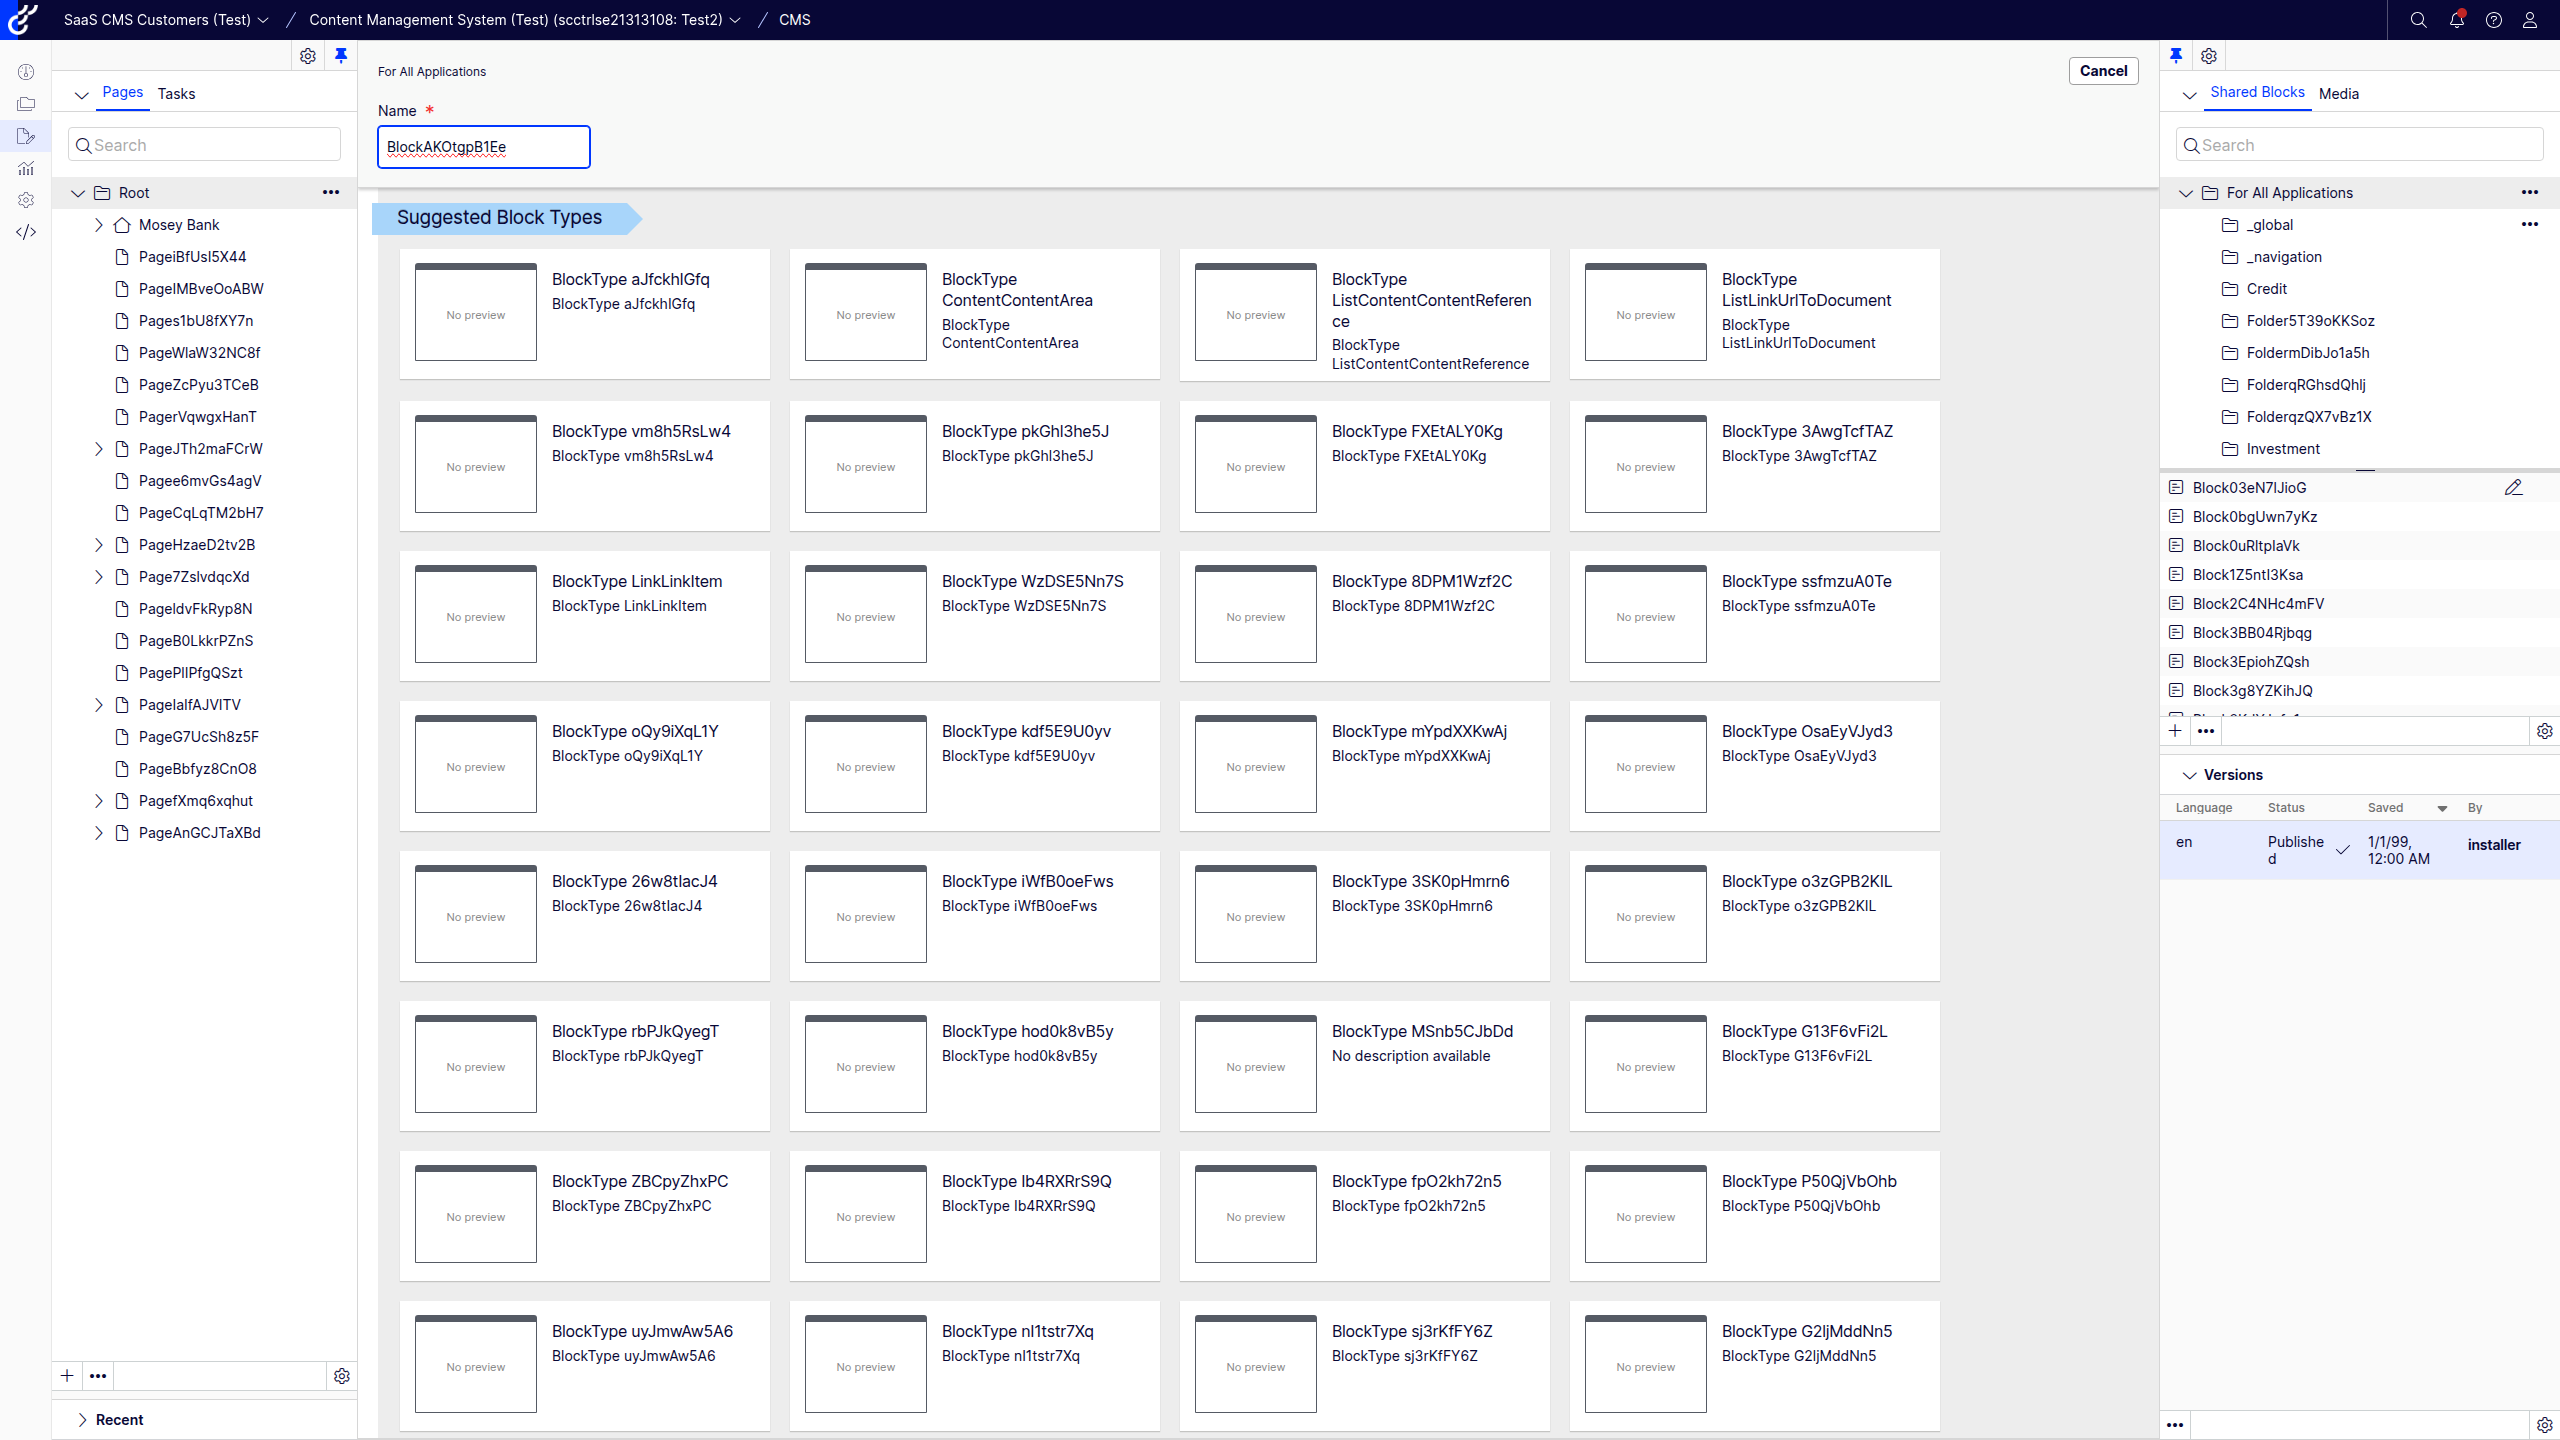 SaaS CMS Customers (Test)
Content Management System (Test) (scctrlse21313108: Test2)
CMS
Pages
Tasks
Search
Root
Mosey Bank
PageiBfUsI5X44
PageIMBveOoABW
Pages1bU8fXY7n
PageWlaW32NC8f
PageZcPyu3TCeB
PagerVqwgxHanT
PageJTh2maFCrW
Pagee6mvGs4agV
PageCqLqTM2bH7
PageHzaeD2tv2B
Page7ZslvdqcXd
PageldvFkRyp8N
PageB0LkkrPZnS
PagePIlPfgQSzt
PagelaIfAJVITV
PageG7UcSh8z5F
PageBbfyz8CnO8
PagefXmq6xqhut
PageAnGCJTaXBd
Recent
For All Applications
Cancel
Name *
BlockAKOtgpB1Ee
Suggested Block Types
No preview
BlockType aJfckhlGfq
BlockType aJfckhlGfq
No preview
BlockType
ContentContentArea
BlockType
ContentContentArea
No preview
BlockType
ListContentContentReferen
ce
BlockType
ListContentContentReference
No preview
BlockType
ListLinkUrlToDocument
BlockType
ListLinkUrlToDocument
No preview
BlockType vm8h5RsLw4
BlockType vm8h5RsLw4
No preview
BlockType pkGhl3he5J
BlockType pkGhl3he5J
No preview
BlockType FXEtALY0Kg
BlockType FXEtALY0Kg
No preview
BlockType 3AwgTcfTAZ
BlockType 3AwgTcfTAZ
No preview
BlockType LinkLinkItem
BlockType LinkLinkItem
No preview
BlockType WzDSE5Nn7S
BlockType WzDSE5Nn7S
No preview
BlockType 8DPM1Wzf2C
BlockType 8DPM1Wzf2C
No preview
BlockType ssfmzuA0Te
BlockType ssfmzuA0Te
No preview
BlockType oQy9iXqL1Y
BlockType oQy9iXqL1Y
No preview
BlockType kdf5E9U0yv
BlockType kdf5E9U0yv
No preview
BlockType mYpdXXKwAj
BlockType mYpdXXKwAj
No preview
BlockType OsaEyVJyd3
BlockType OsaEyVJyd3
No preview
BlockType 26w8tIacJ4
BlockType 26w8tIacJ4
No preview
BlockType iWfB0oeFws
BlockType iWfB0oeFws
No preview
BlockType 3SK0pHmrn6
BlockType 3SK0pHmrn6
No preview
BlockType o3zGPB2KIL
BlockType o3zGPB2KIL
No preview
BlockType rbPJkQyegT
BlockType rbPJkQyegT
No preview
BlockType hod0k8vB5y
BlockType hod0k8vB5y
No preview
BlockType MSnb5CJbDd
No description available
No preview
BlockType G13F6vFi2L
BlockType G13F6vFi2L
No preview
BlockType ZBCpyZhxPC
BlockType ZBCpyZhxPC
No preview
BlockType Ib4RXRrS9Q
BlockType Ib4RXRrS9Q
No preview
BlockType fpO2kh72n5
BlockType fpO2kh72n5
No preview
BlockType P50QjVbOhb
BlockType P50QjVbOhb
No preview
BlockType uyJmwAw5A6
BlockType uyJmwAw5A6
No preview
BlockType nI1tstr7Xq
BlockType nI1tstr7Xq
No preview
BlockType sj3rKfFY6Z
BlockType sj3rKfFY6Z
No preview
BlockType G2ljMddNn5
BlockType G2ljMddNn5
Shared Blocks
Media
Search
For All Applications
_global
_navigation
Credit
Folder5T39oKKSoz
FoldermDibJo1a5h
FolderqRGhsdQhlj
FolderqzQX7vBz1X
Investment
Block03eN7lJioG
Block0bgUwn7yKz
Block0uRltplaVk
Block1Z5ntI3Ksa
Block2C4NHc4mFV
Block3BB04Rjbqg
Block3EpiohZQsh
Block3g8YZKihJQ
Versions
Language
Status
Saved
By
en
Publishe
d
1/1/99,
12:00 AM
installer